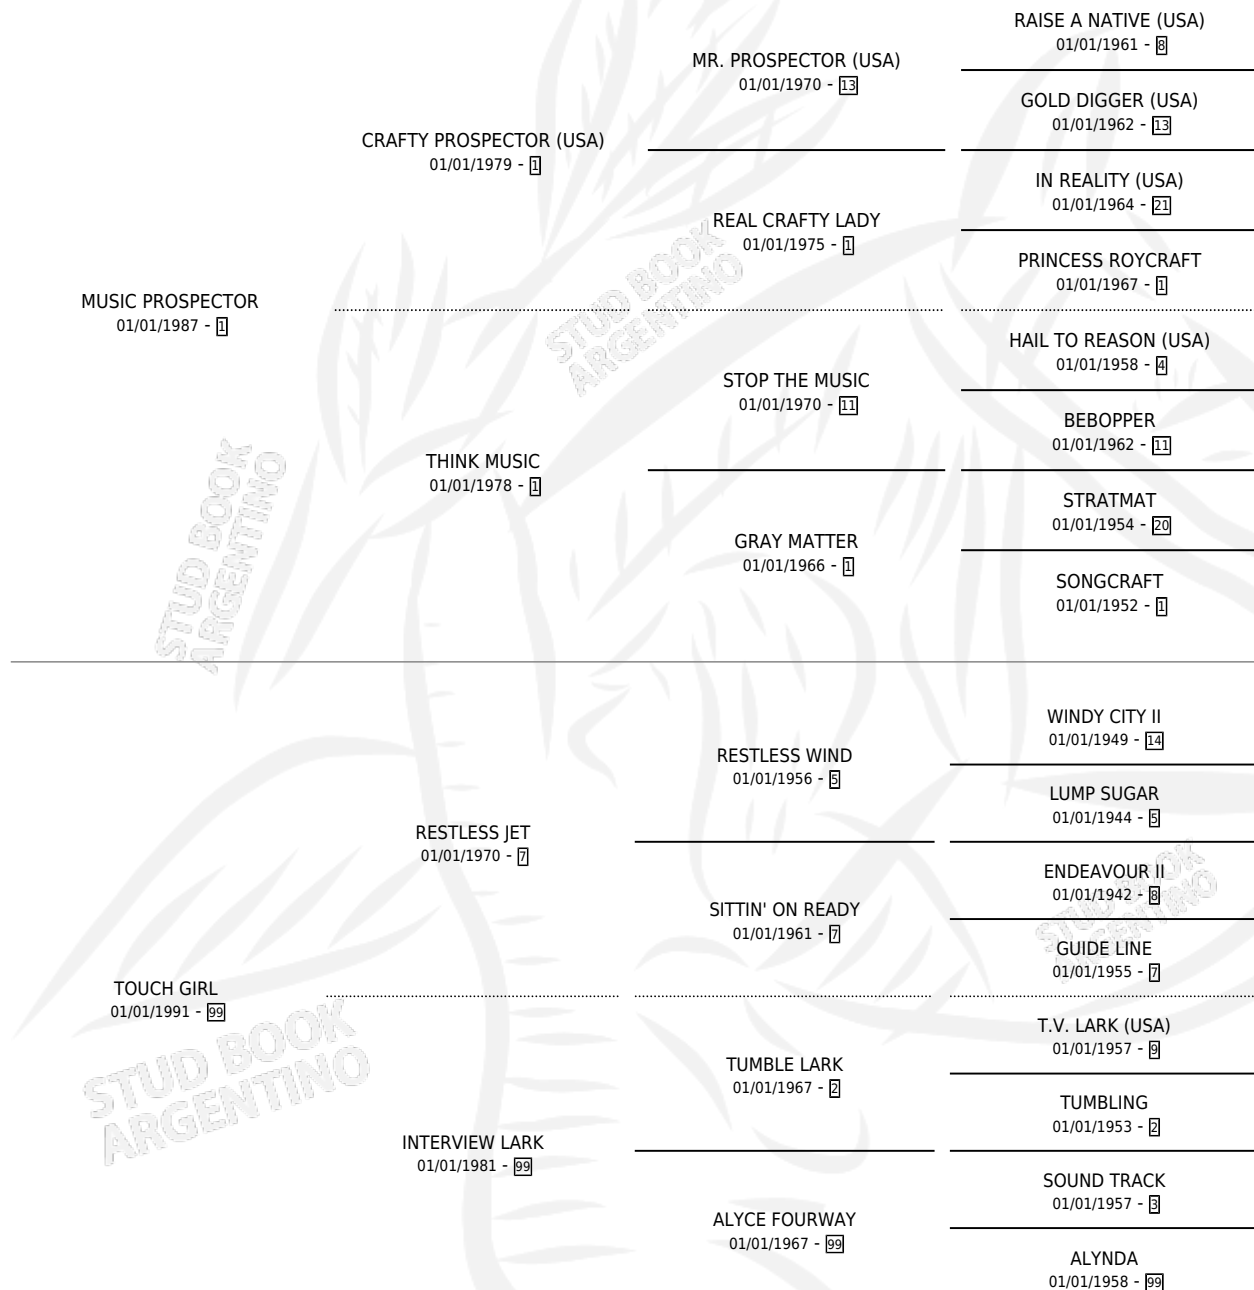 RAISE A NATIVE (USA)
01/01/1961 - 8
MR. PROSPECTOR (USA)
01/01/1970 - 13
GOLD DIGGER (USA)
01/01/1962 - 13
CRAFTY PROSPECTOR (USA)
01/01/1979 - 1
IN REALITY (USA)
01/01/1964 - 21
REAL CRAFTY LADY
01/01/1975 - 1
PRINCESS ROYCRAFT
01/01/1967 - 1
MUSIC PROSPECTOR
01/01/1987 - 1
STUD BOOK
ARGENTINO
HAIL TO REASON (USA)
01/01/1958 - 4
STOP THE MUSIC
01/01/1970 - 11
BEBOPPER
01/01/1962 - 11
THINK MUSIC
01/01/1978 - 1
STRATMAT
01/01/1954 - 20
GRAY MATTER
01/01/1966 - 1
SONGCRAFT
01/01/1952 - 1
STUD BOOK
ARGENTINO
WINDY CITY II
01/01/1949 - 14
RESTLESS WIND
01/01/1956 - 5
LUMP SUGAR
01/01/1944 - 5
RESTLESS JET
01/01/1970 - 7
ENDEAVOUR II
01/01/1942 - 8
SITTIN' ON READY
01/01/1961 - 7
STUD BOOK
ARGENTINO
GUIDE LINE
01/01/1955 - 7
TOUCH GIRL
01/01/1991 - 99
T.V. LARK (USA)
01/01/1957 - 9
TUMBLE LARK
01/01/1967 - 2
TUMBLING
01/01/1953 - 2
STUD BOOK
ARGENTINO
INTERVIEW LARK
01/01/1981 - 99
SOUND TRACK
01/01/1957 - 3
ALYCE FOURWAY
01/01/1967 - 99
ALYNDA
01/01/1958 - 99